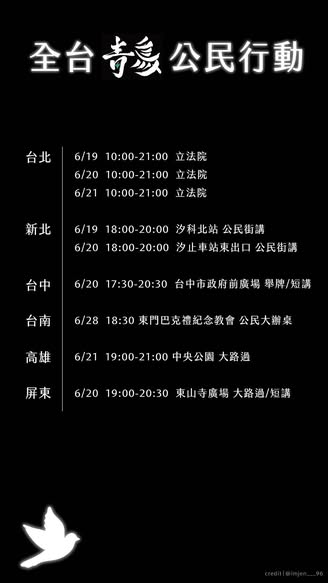 全台青鳥公民行動
台北 6/19 10:00-21:00 立法院
6/20 10:00-21:00 立法院
6/21 10:00-21:00 立法院
新北 6/19 18:00-20:00 汐科北站 公民街講
6/20 18:00-20:00 汐止車站東出口 公民街講
台中 6/20 17:30-20:30 台中市政府前廣場 舉牌/短講
台南 6/28 18:30 東門巴克禮紀念教會 公民大辦桌
高雄 6/21 19:00-21:00 中央公園 大路過
屏東 6/20 19:00-20:30 東山寺廣場 大路過/短講